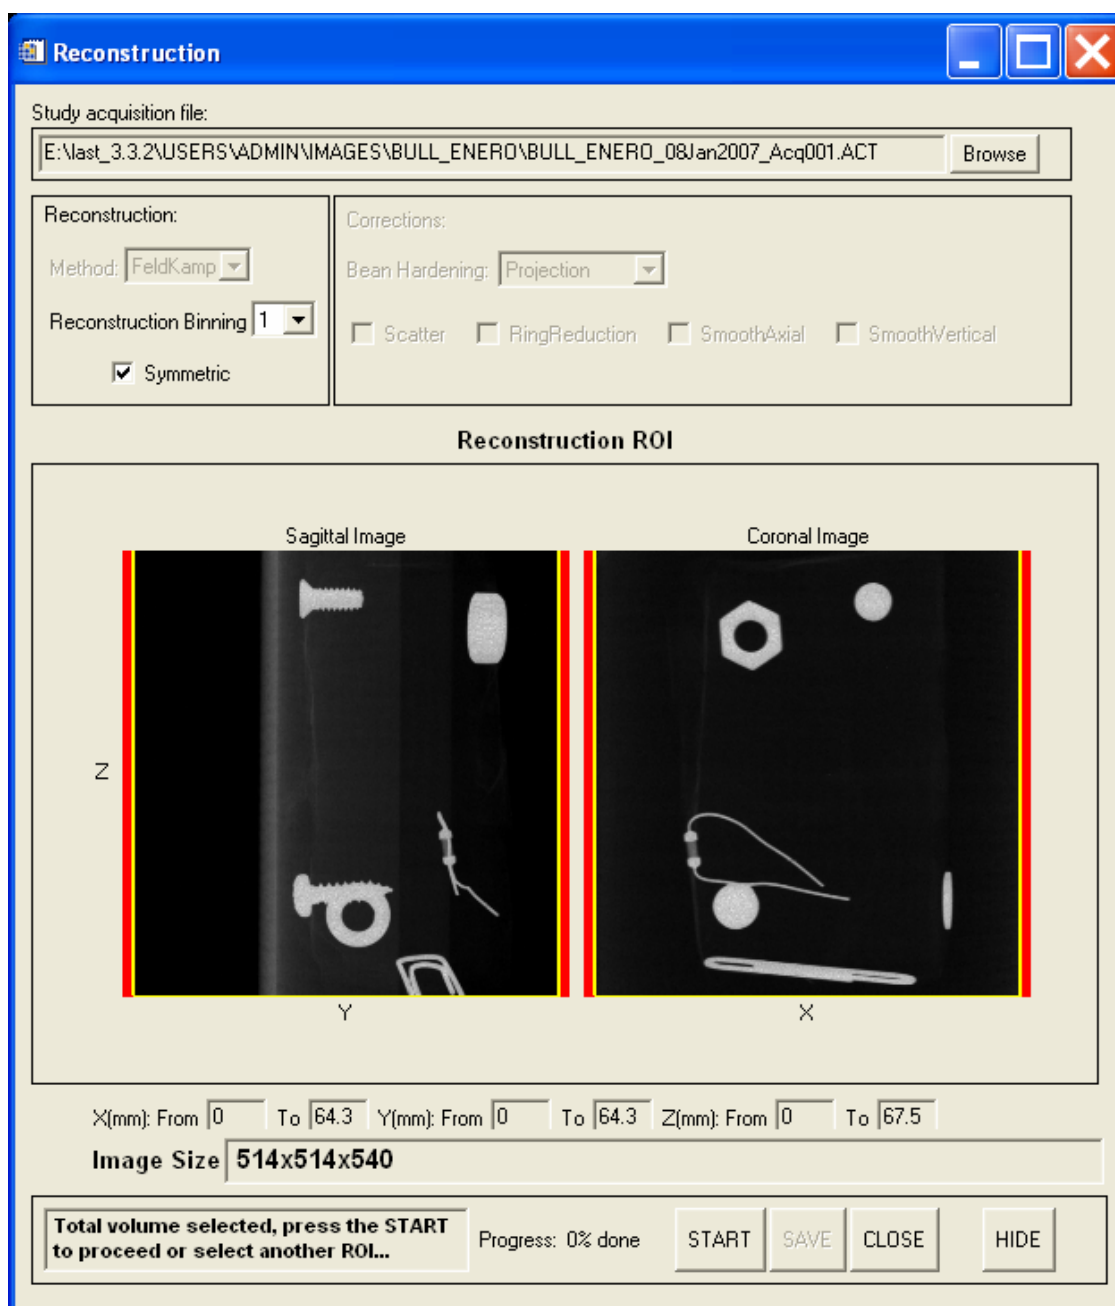 Reconstruction
Study acquisition file:
E:\last_3.3.2\USERS\ADMIN\IMAGES\BULL_ENERO\BULL_ENERO_08Jan2007_Acq001.ACT Browse
Reconstruction:
Method: FeldKamp
Reconstruction Binning 1
Symmetric
Corrections:
Bean Hardening: Projection
Scatter RingReduction SmoothAxial SmoothVertical
Reconstruction ROI
Sagittal Image Coronal Image
Z
Y X
X(mm): From 0 To 64.3 Y(mm): From 0 To 64.3 Z(mm): From 0 To 67.5
Image Size 514x514x540
Total volume selected, press the START
to proceed or select another ROI...
Progress: 0% done START SAVE CLOSE HIDE